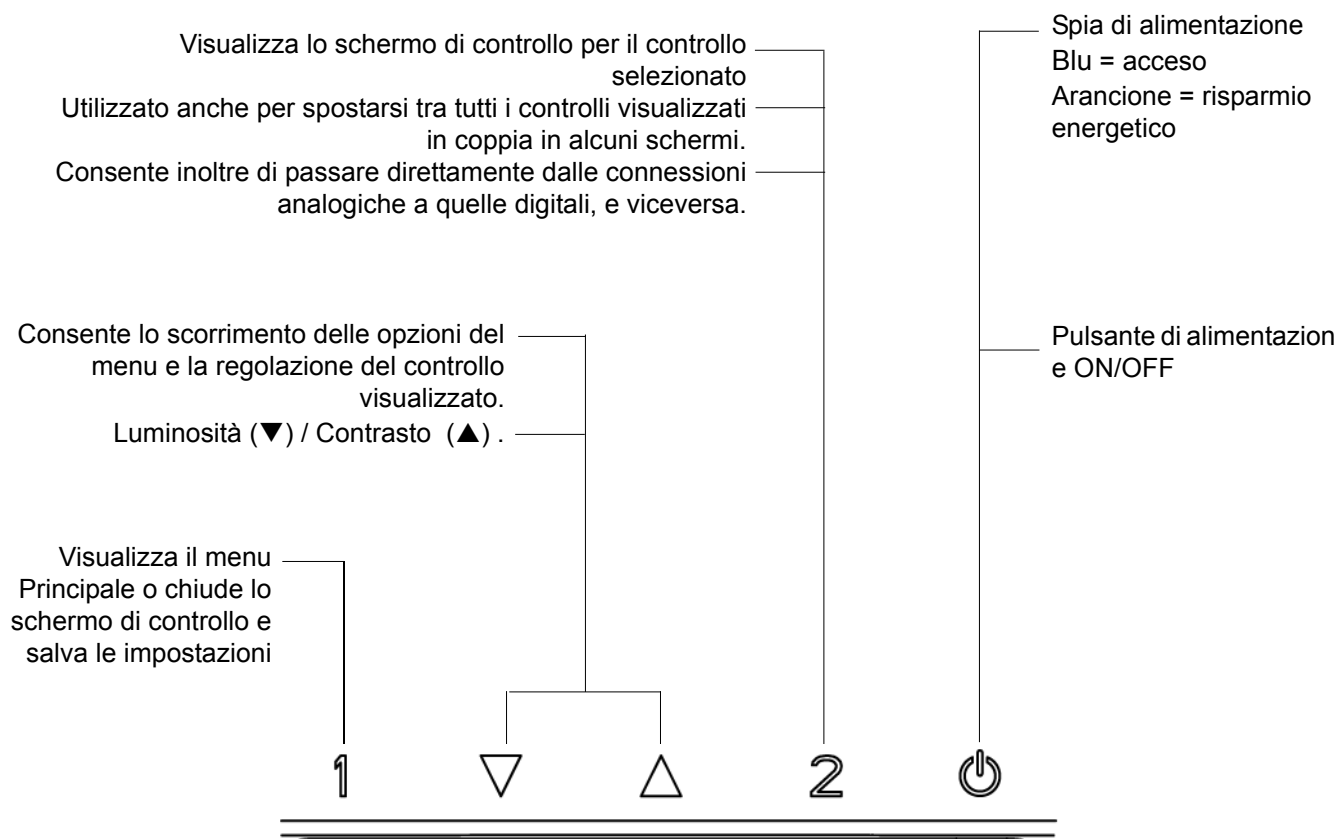 Visualizza lo schermo di controllo per il controllo
selezionato
Utilizzato anche per spostarsi tra tutti i controlli visualizzati
in coppia in alcuni schermi.
Consente inoltre di passare direttamente dalle connessioni
analogiche a quelle digitali, e viceversa.
Spia di alimentazione
Blu = acceso
Arancione = risparmio
energetico
Consente lo scorrimento delle opzioni del
menu e la regolazione del controllo
visualizzato.
Luminosità (▼) / Contrasto (▲) .
Pulsante di alimentazion
e ON/OFF
Visualizza il menu
Principale o chiude lo
schermo di controllo e
salva le impostazioni
1 ▽ △ 2 ⏻